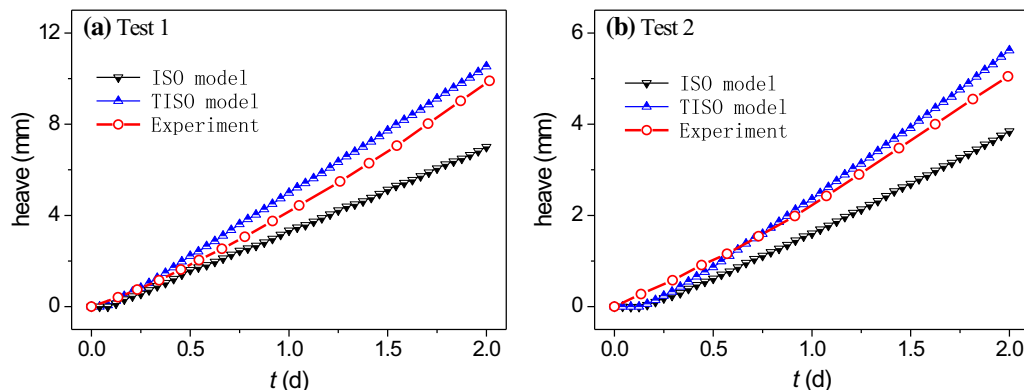 (a) Test 1
ISO model
TISO model
Experiment
heave (mm)
12
8
4
0
0.0 0.5 1.0 1.5 2.0
t (d)
(b) Test 2
ISO model
TISO model
Experiment
heave (mm)
6
4
2
0
0.0 0.5 1.0 1.5 2.0
t (d)